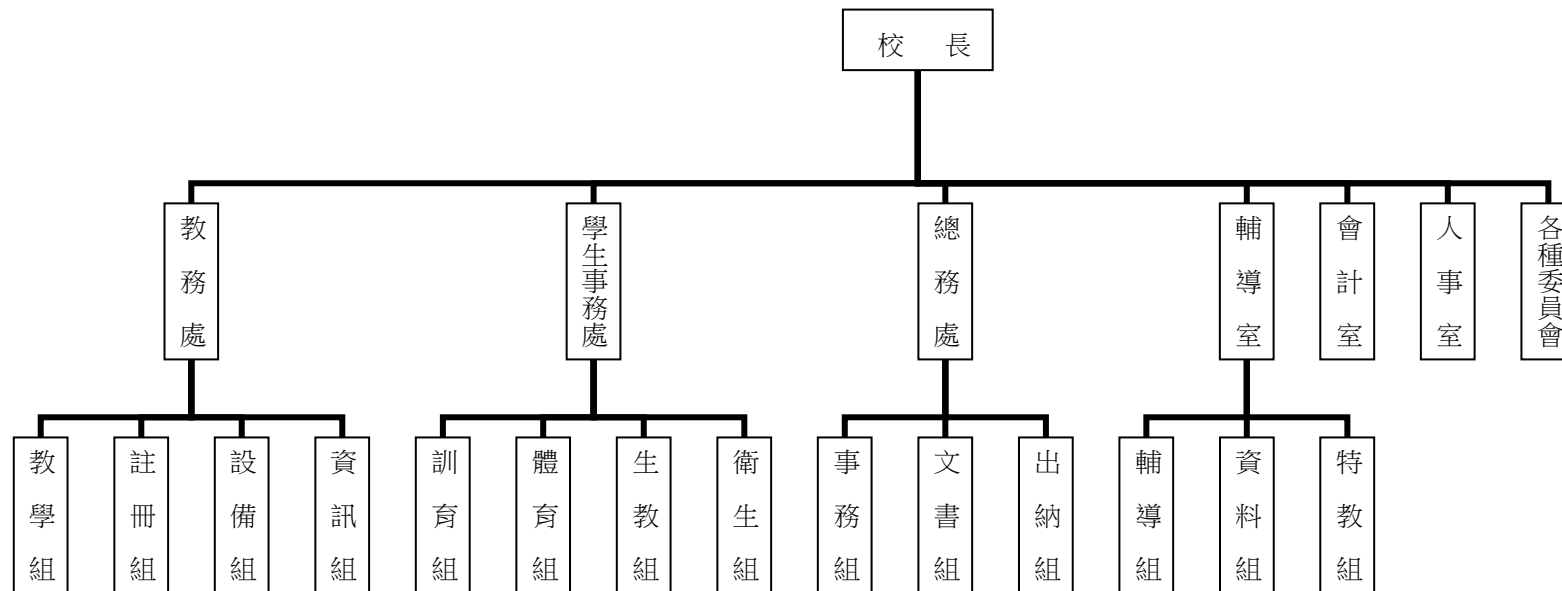 校長
教務處
學生事務處
總務處
輔導室
會計室
人事室
各種委員會
教學組
註冊組
設備組
資訊組
訓育組
體育組
生教組
衛生組
事務組
文書組
出納組
輔導組
資料組
特教組